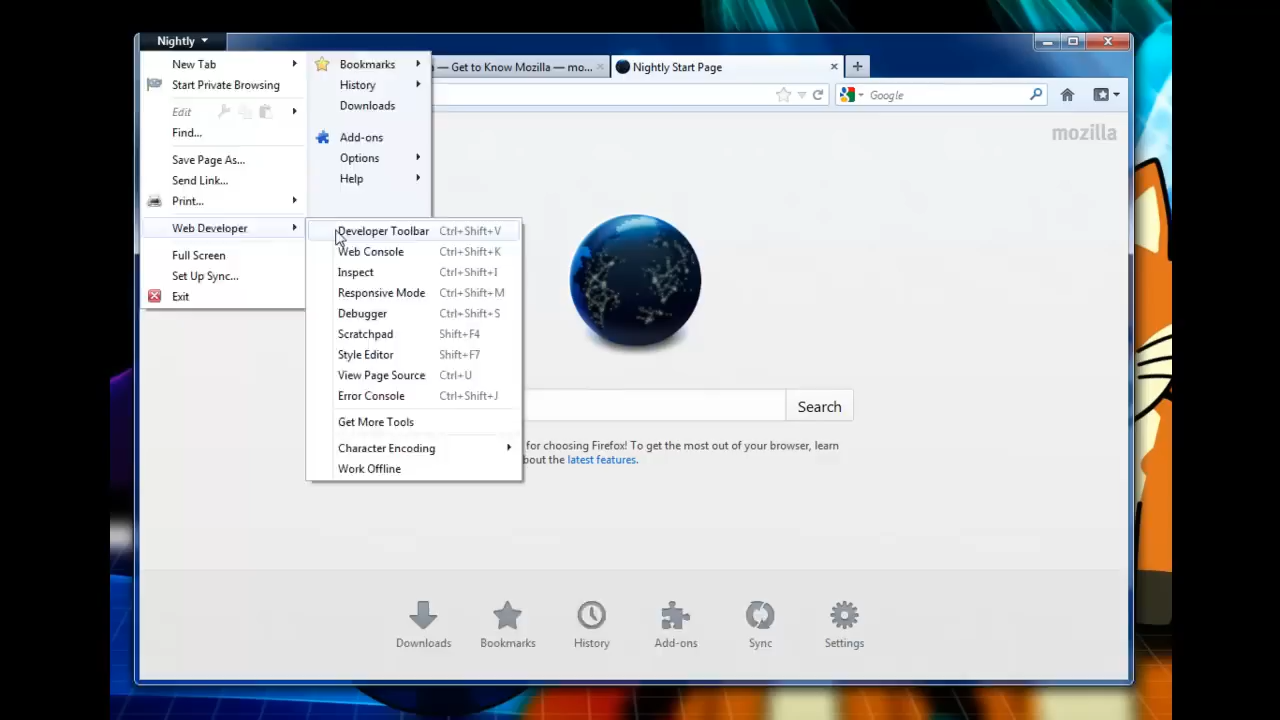 Nightly
New Tab
Start Private Browsing
Edit
Find...
Save Page As...
Send Link...
Print...
Web Developer
Full Screen
Set Up Sync...
Exit
Bookmarks
History
Downloads
Add-ons
Options
Help
Developer Toolbar Ctrl+Shift+V
Web Console Ctrl+Shift+K
Inspect Ctrl+Shift+I
Responsive Mode Ctrl+Shift+M
Debugger Ctrl+Shift+S
Scratchpad Shift+F4
Style Editor Shift+F7
View Page Source Ctrl+U
Error Console Ctrl+Shift+J
Get More Tools
Character Encoding
Work Offline
— Get to Know Mozilla — mo...
Nightly Start Page
Google
mozilla
Search
for choosing Firefox! To get the most out of your browser, learn
bout the latest features.
Downloads
Bookmarks
History
Add-ons
Sync
Settings